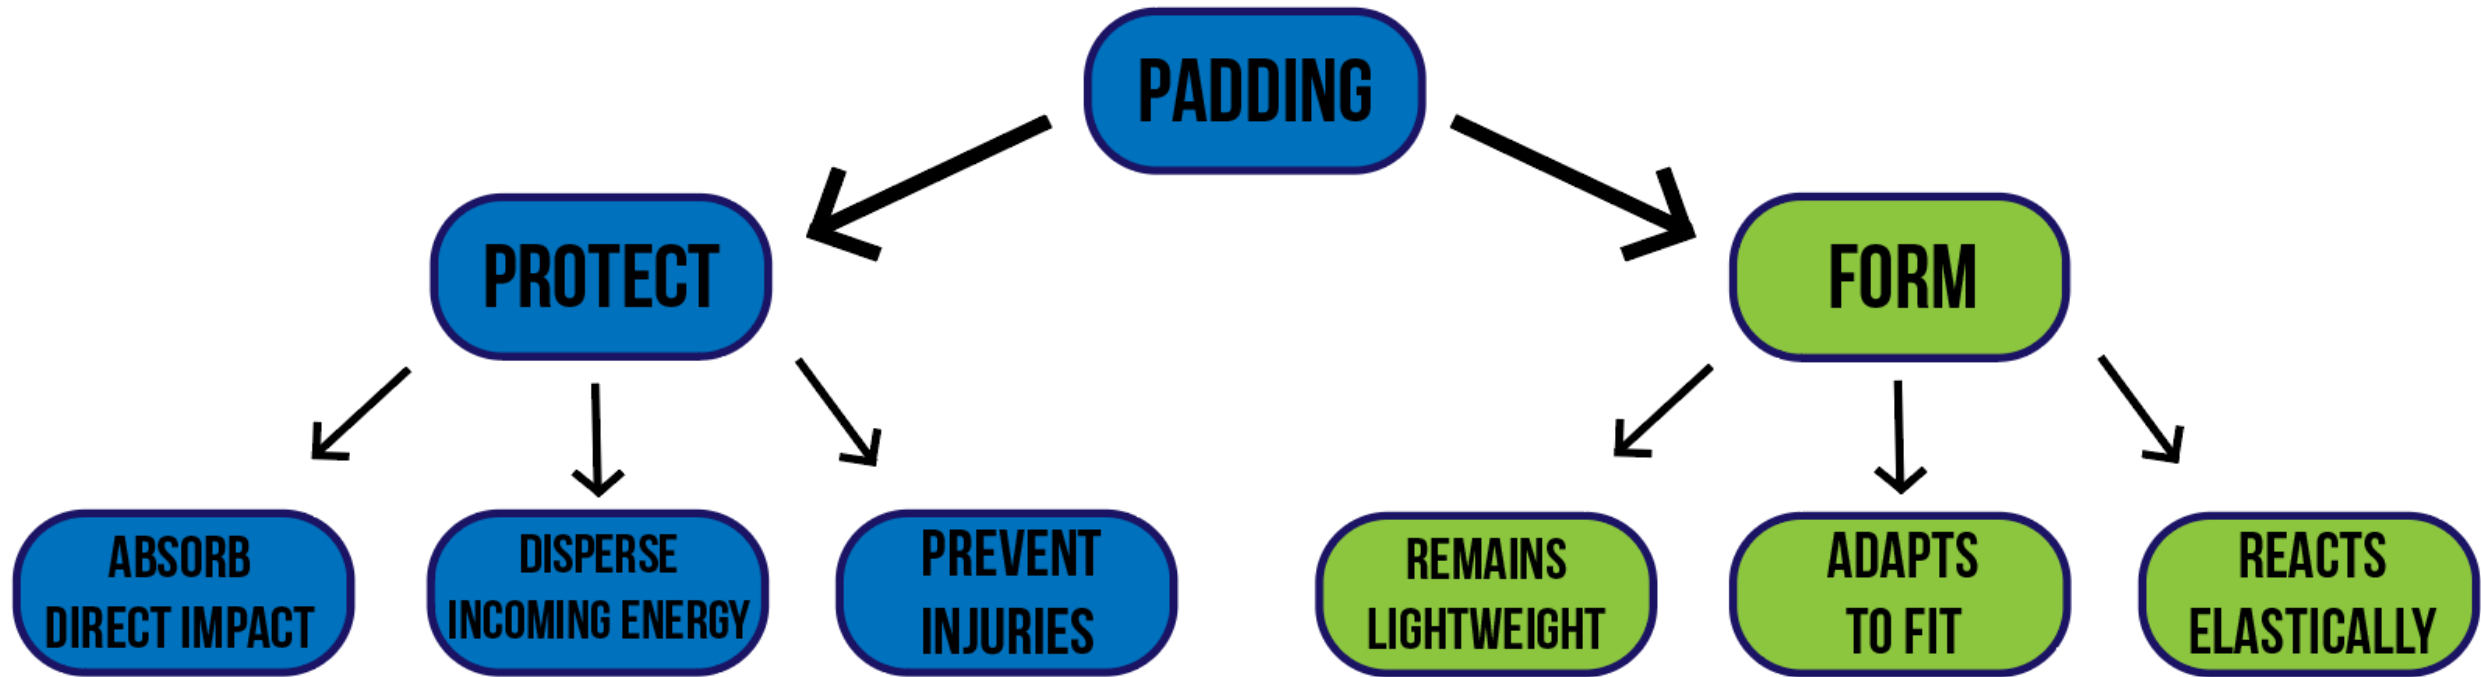 PADDING
PROTECT
FORM
ABSORB
DIRECT IMPACT
DISPERSE
INCOMING ENERGY
PREVENT
INJURIES
REMAINS
LIGHTWEIGHT
ADAPTS
TO FIT
REACTS
ELASTICALLY